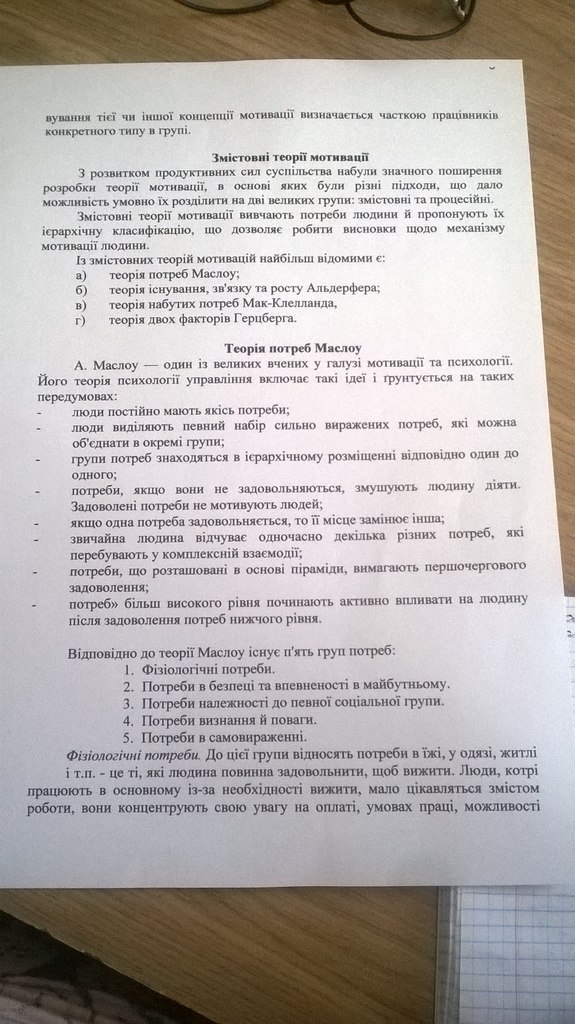 вування тієї чи іншої концепції мотивації визначається часткою працівників
конкретного типу в групі.
Змістовні теорії мотивації
З розвитком продуктивних сил суспільства набули значного поширення
розробки теорії мотивації, в основі яких були різні підходи, що дало
можливість умовно їх розділити на дві великих групи: змістовні та процесійні.
Змістовні теорії мотивації вивчають потреби людини й пропонують їх
ієрархічну класифікацію, що дозволяє робити висновки щодо механізму
мотивації людини.
Із змістовних теорій мотивацій найбільш відомими є:
а) теорія потреб Маслоу;
б) теорія існування, зв'язку та росту Альдерфера;
в) теорія набутих потреб Мак-Клелланда,
г) теорія двох факторів Герцберга.
Теорія потреб Маслоу
А. Маслоу — один із великих вчених у галузі мотивації та психології.
Його теорія психології управління включає такі ідеї і ґрунтується на таких
передумовах:
- люди постійно мають якісь потреби;
- люди виділяють певний набір сильно виражених потреб, які можна
об'єднати в окремі групи;
- групи потреб знаходяться в ієрархічному розміщенні відповідно один до
одного;
- потреби, якщо вони не задовольняються, змушують людину діяти.
Задоволені потреби не мотивують людей;
- якщо одна потреба задовольняється, то її місце замінює інша;
- звичайна людина відчуває одночасно декілька різних потреб, які
перебувають у комплексній взаємодії;
- потреби, що розташовані в основі піраміди, вимагають першочергового
задоволення;
- потреб» більш високого рівня починають активно впливати на людину
після задоволення потреб нижчого рівня.
Відповідно до теорії Маслоу існує п'ять груп потреб:
1. Фізіологічні потреби.
2. Потреби в безпеці та впевненості в майбутньому.
3. Потреби належності до певної соціальної групи.
4. Потреби визнання й поваги.
5. Потреби в самовираженні.
Фізіологічні потреби. До цієї групи відносять потреби в їжі, у одязі, житлі
і т.п. - це ті, які людина повинна задовольнити, щоб вижити. Люди, котрі
працюють в основному із-за необхідності вижити, мало цікавляться змістом
роботи, вони концентрують свою увагу на оплаті, умовах праці, можливості